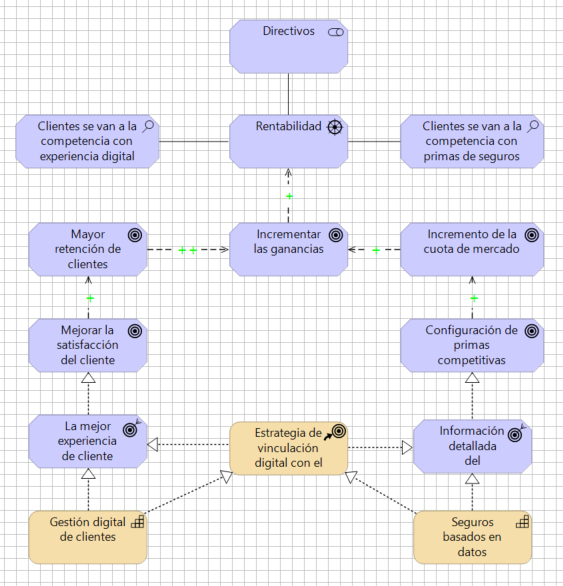 Directivos
Clientes se van a la
competencia con
experiencia digital
Rentabilidad
Clientes se van a la
competencia con
primas de seguros
Mayor
retención de
clientes
++
Incrementar
las ganancias
+
+
Incremento de la
cuota de mercado
+
+
Mejorar la
satisfacción
del cliente
Configuración de
primas
competitivas
La mejor
experiencia
de cliente
Estrategia de
vinculación
digital con el
Información
detallada
del
Gestión digital
de clientes
Seguros
basados en
datos